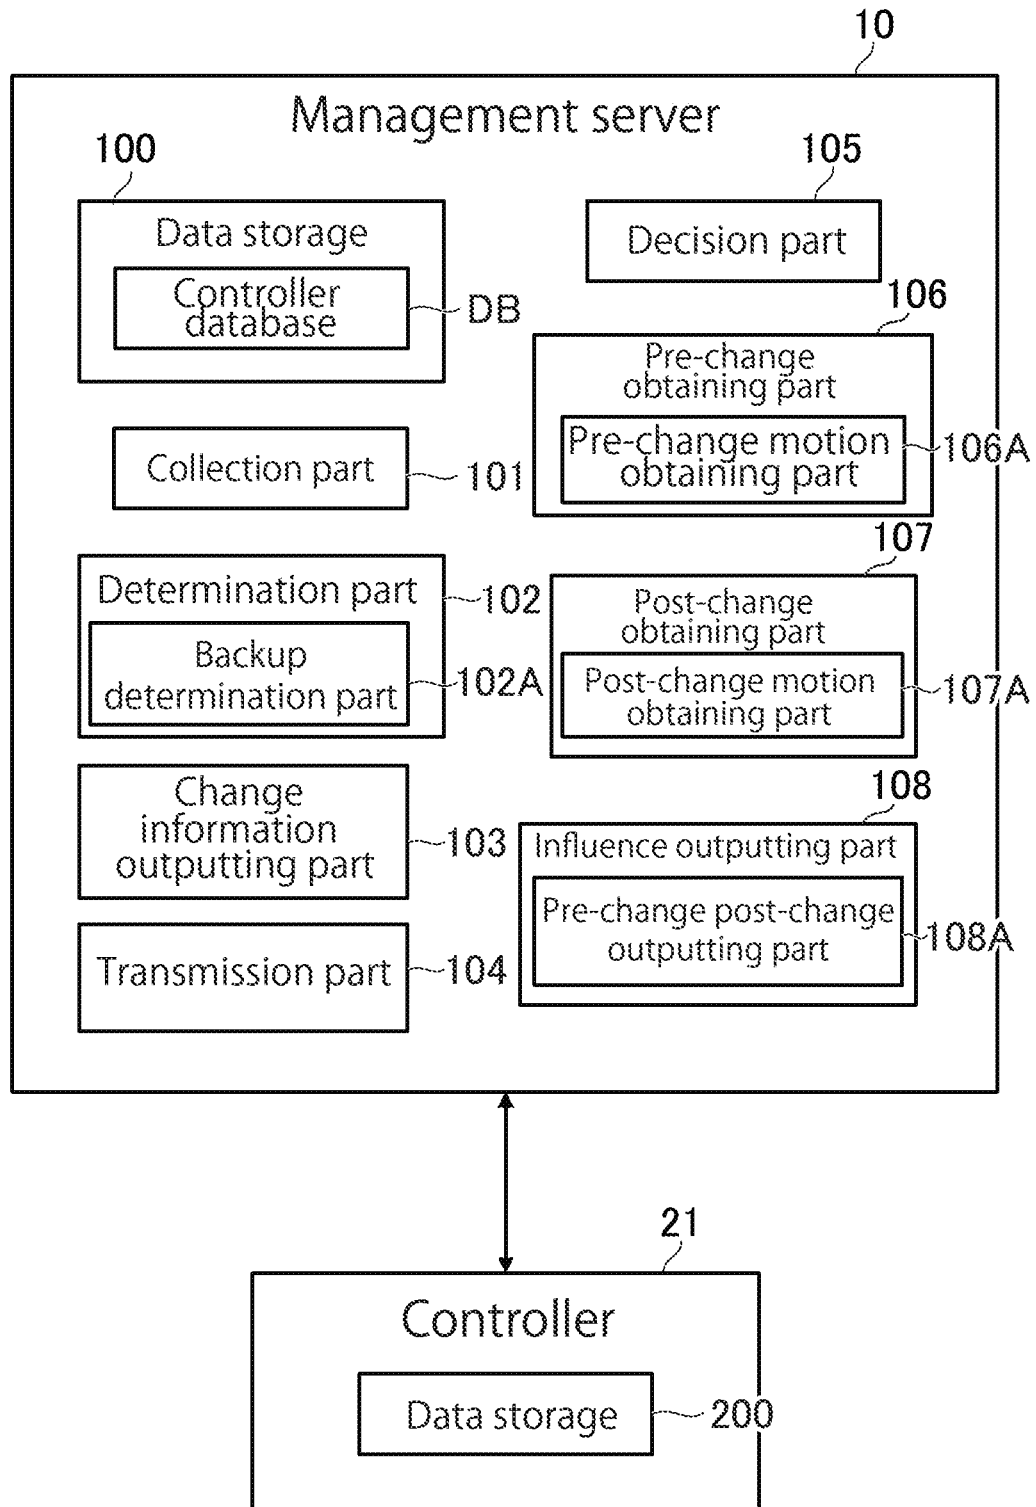 10
Management server
100
Data storage
Controller
database
DB
Collection part
101
Determination part
102
Backup
determination part
102A
Change
information
outputting part
103
Transmission part
104
105
Decision part
106
Pre-change
obtaining part
Pre-change motion
obtaining part
106A
107
Post-change
obtaining part
Post-change motion
obtaining part
107A
108
Influence outputting part
Pre-change post-change
outputting part
108A
21
Controller
Data storage
200